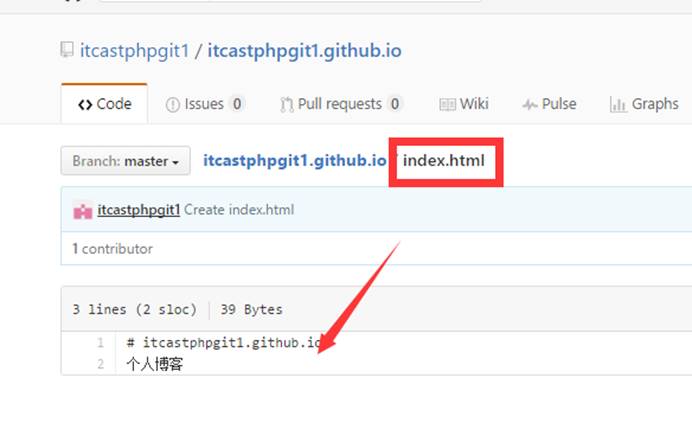 itcastphpgit1 / itcastphpgit1.github.io
Code Issues 0 Pull requests 0 Wiki Pulse Graphs
Branch: master itcastphpgit1.github.io / index.html
itcastphpgit1 Create index.html
1 contributor
3 lines (2 sloc) 39 Bytes
1 # itcastphpgit1.github.io
2 个人博客